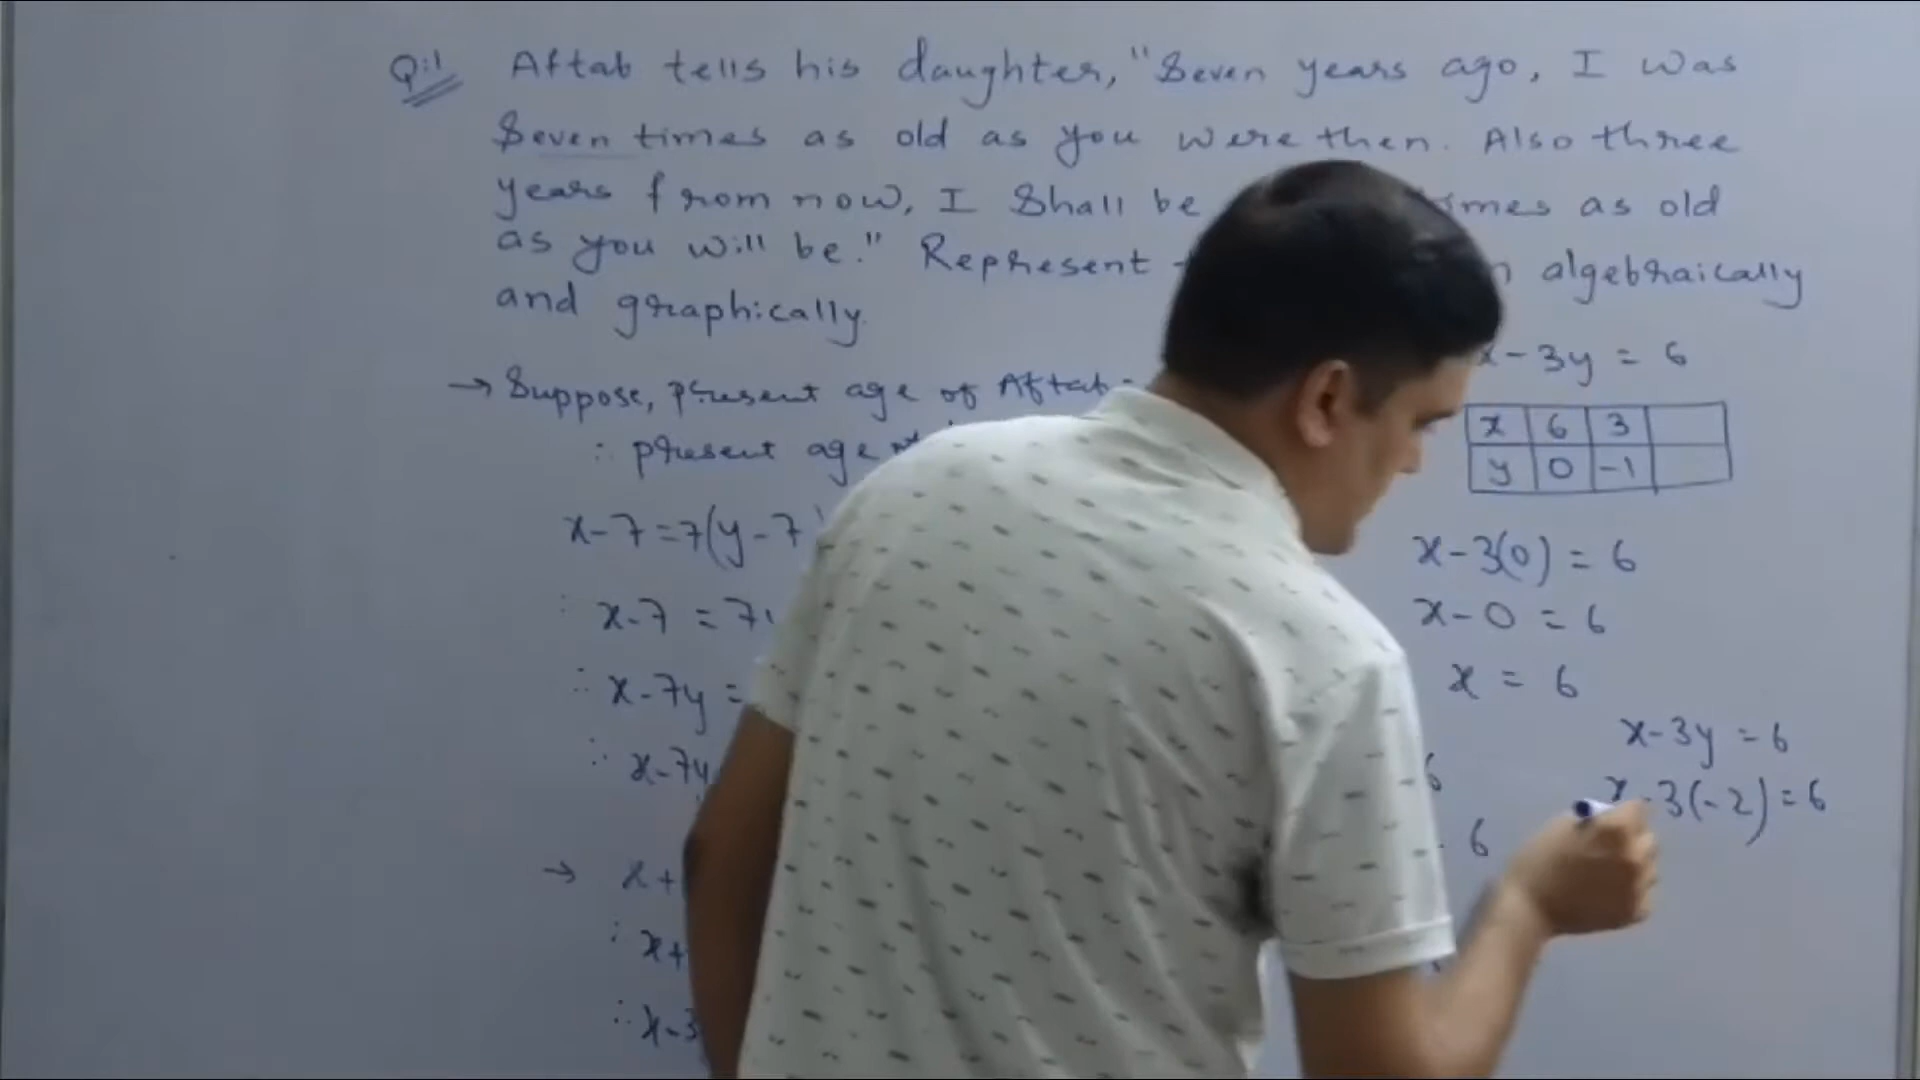 Q:1 Aftab tells his daughter, "Seven years ago, I was
Seven times as old as you were then. Also three
years from now, I Shall be times as old
as you will be." Represent algebraically
and graphically.
→ Suppose, present age of Aftab
∴ present age
x-7=7(y-7)
∴ x-7 = 7
∴ x-7y =
∴ x-7y
→ x+
∴ x+
∴ x-3
x-3y = 6
x 6 3
y 0 -1
x-3(0) = 6
x-0 = 6
x = 6
6
6
x-3y = 6
x-3(-2) = 6